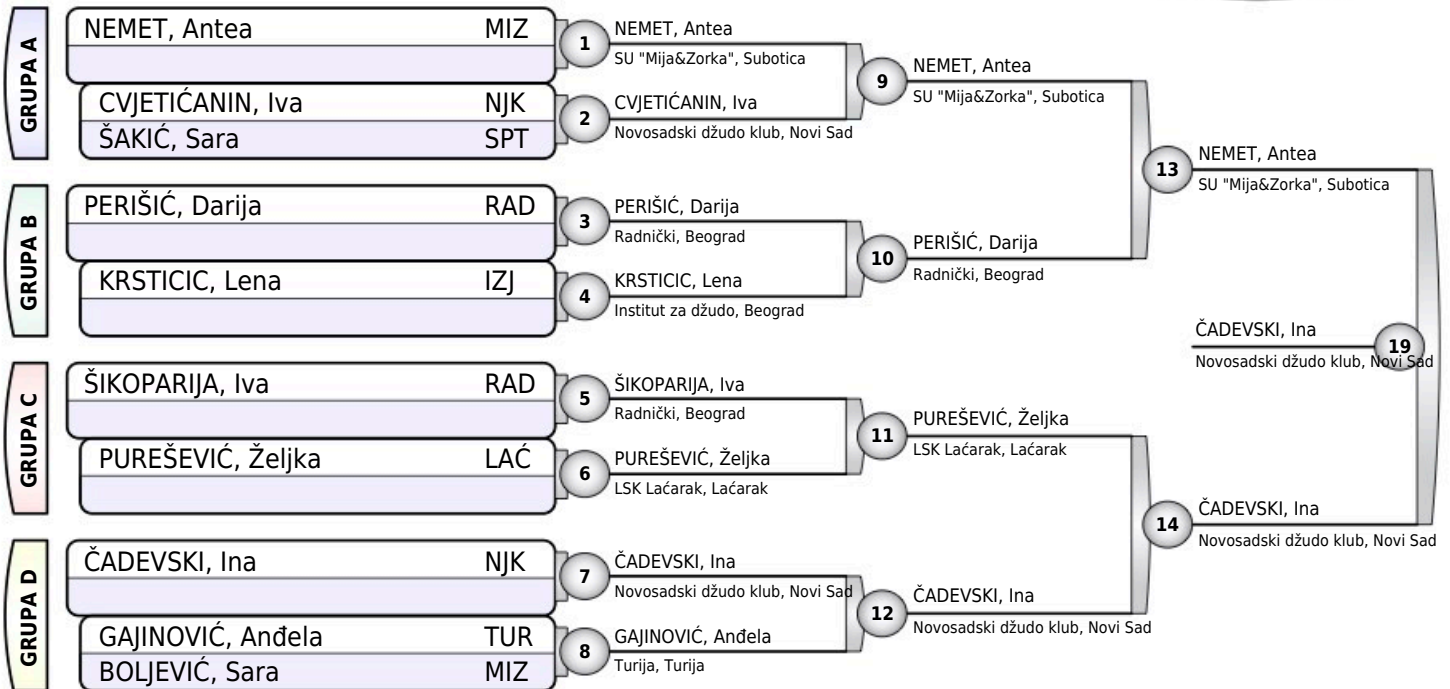 GRUPA A
NEMET, Antea MIZ
CVJETIĆANIN, Iva NJK
ŠAKIĆ, Sara SPT
1
NEMET, Antea
SU "Mija&Zorka", Subotica
2
CVJETIĆANIN, Iva
Novosadski džudo klub, Novi Sad
9
NEMET, Antea
SU "Mija&Zorka", Subotica
GRUPA B
PERIŠIĆ, Darija RAD
KRSTICIC, Lena IZJ
3
PERIŠIĆ, Darija
Radnički, Beograd
4
KRSTICIC, Lena
Institut za džudo, Beograd
10
PERIŠIĆ, Darija
Radnički, Beograd
13
NEMET, Antea
SU "Mija&Zorka", Subotica
GRUPA C
ŠIKOPARIJA, Iva RAD
PUREŠEVIĆ, Željka LAĆ
5
ŠIKOPARIJA, Iva
Radnički, Beograd
6
PUREŠEVIĆ, Željka
LSK Laćarak, Laćarak
11
PUREŠEVIĆ, Željka
LSK Laćarak, Laćarak
GRUPA D
ČADEVSKI, Ina NJK
GAJINOVIĆ, Anđela TUR
BOLJEVIĆ, Sara MIZ
7
ČADEVSKI, Ina
Novosadski džudo klub, Novi Sad
8
GAJINOVIĆ, Anđela
Turija, Turija
12
ČADEVSKI, Ina
Novosadski džudo klub, Novi Sad
14
ČADEVSKI, Ina
Novosadski džudo klub, Novi Sad
19
ČADEVSKI, Ina
Novosadski džudo klub, Novi Sad